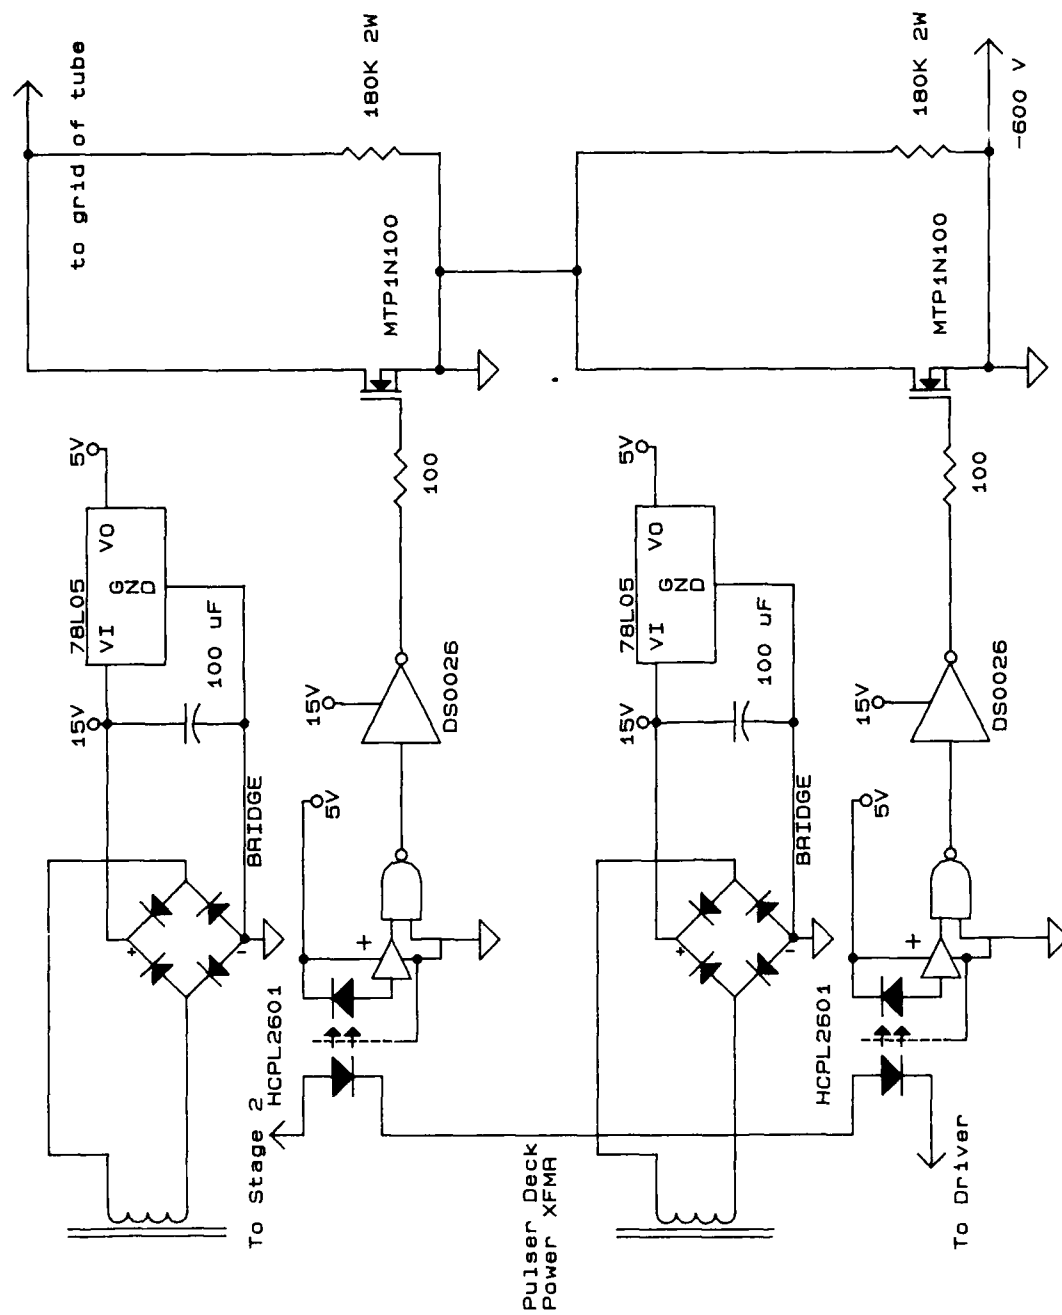 to grid of tube
180K 2W
MTP1N100
5V
78L05
VI
VO
GND
15V
100 uF
BRIDGE
+
-
100
15V
DS0026
5V
+
HCPL2601
To Stage 2
Pulser Deck
Power XFMR
180K 2W
-600 V
MTP1N100
5V
78L05
VI
VO
GND
15V
100 uF
BRIDGE
+
-
100
15V
DS0026
5V
+
HCPL2601
To Driver